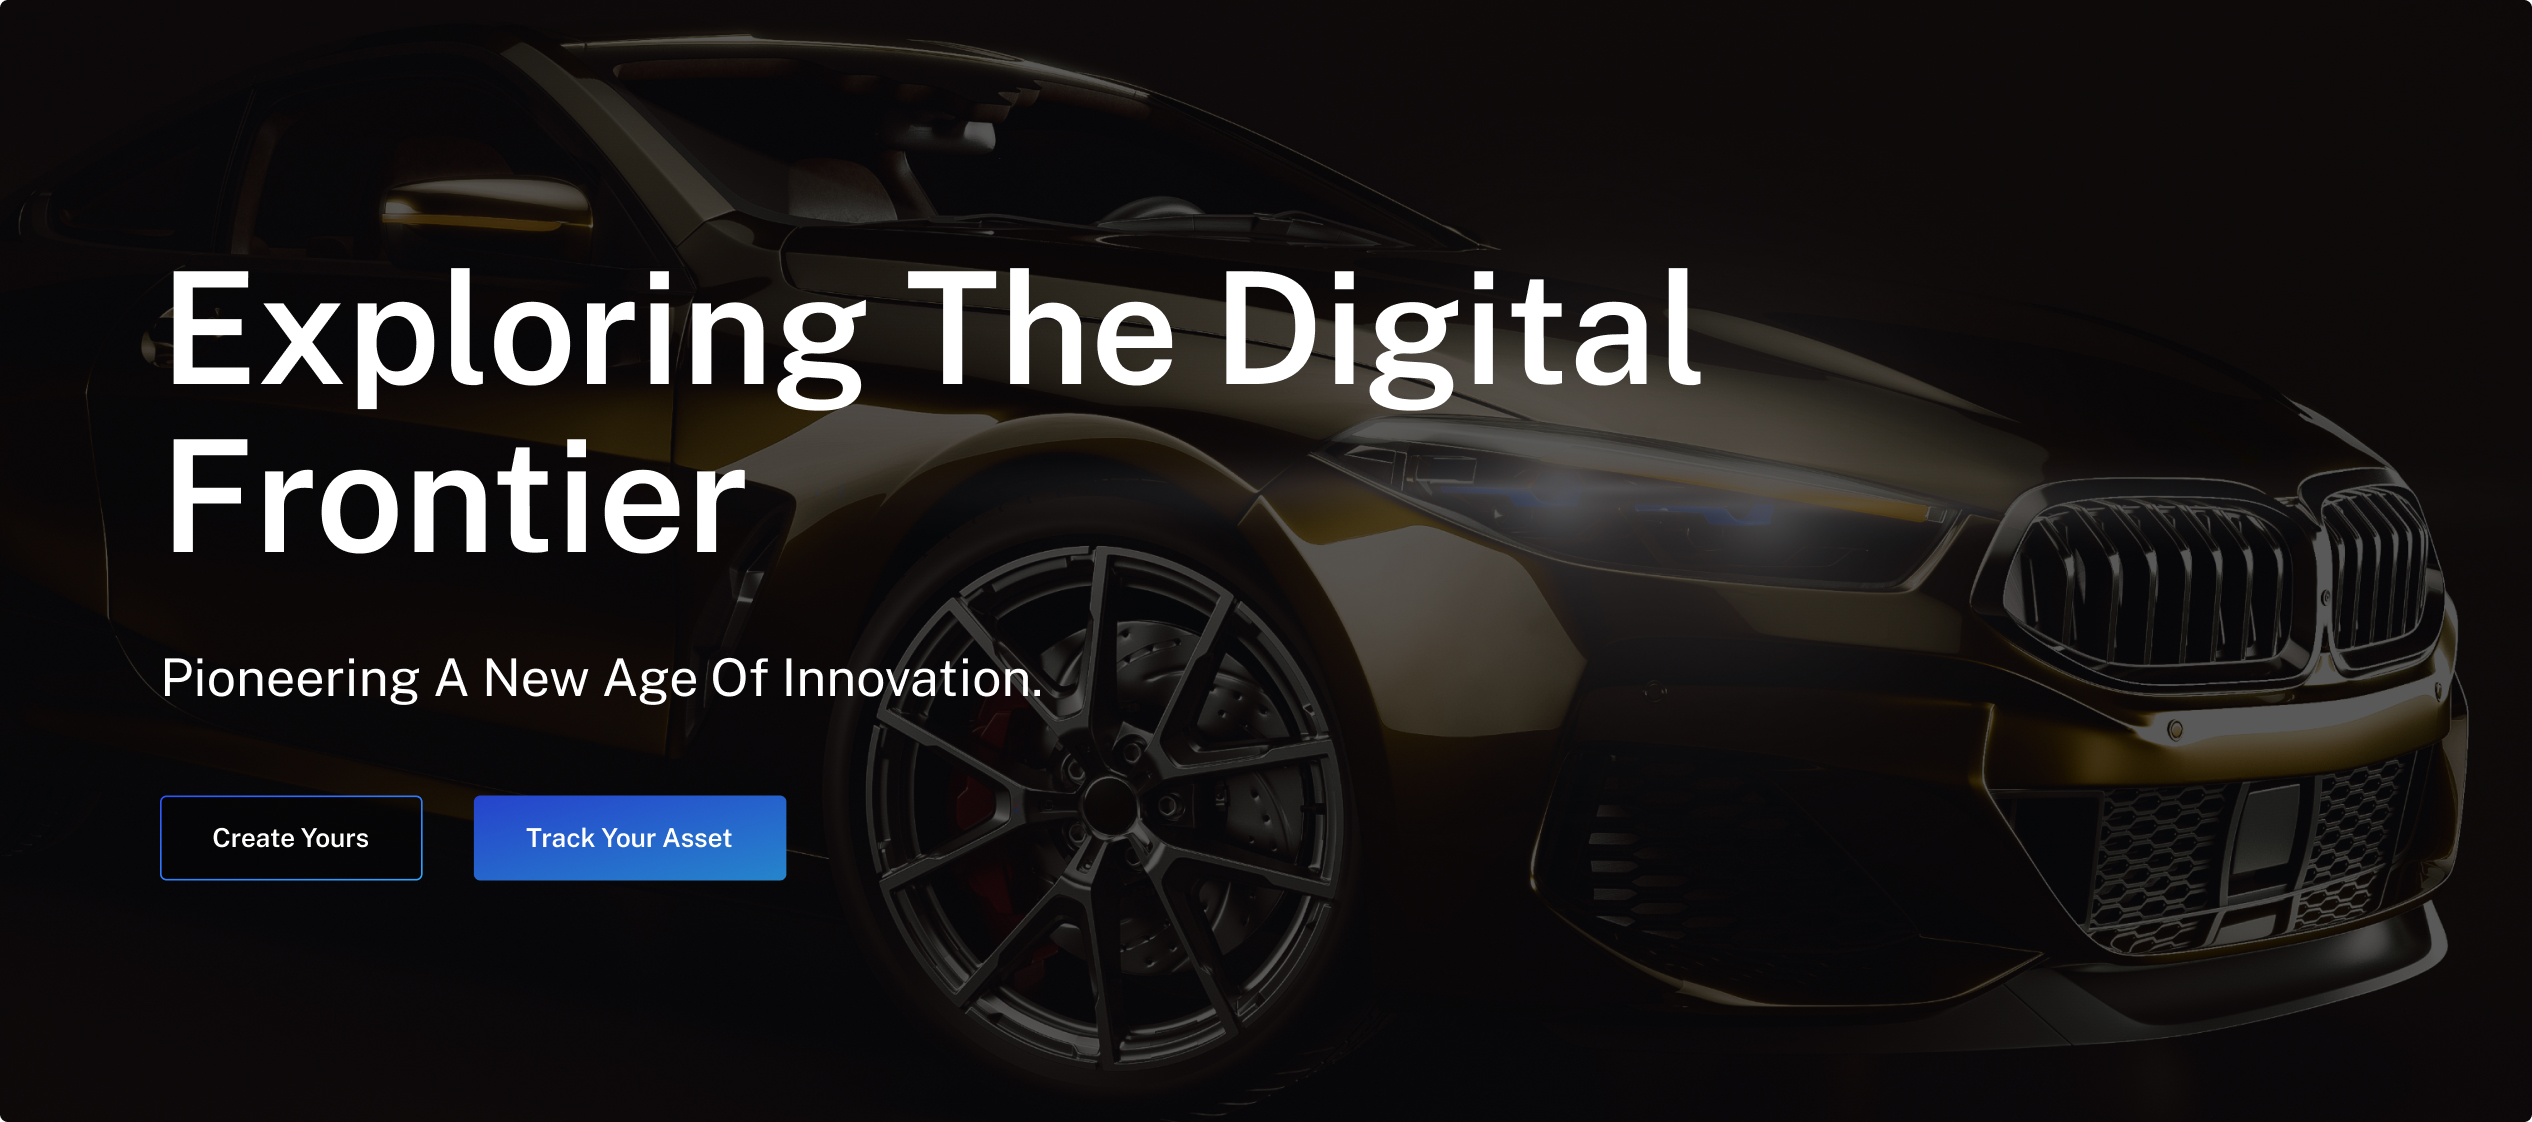 Exploring The Digital
Frontier
Pioneering A New Age Of Innovation.
Create Yours
Track Your Asset